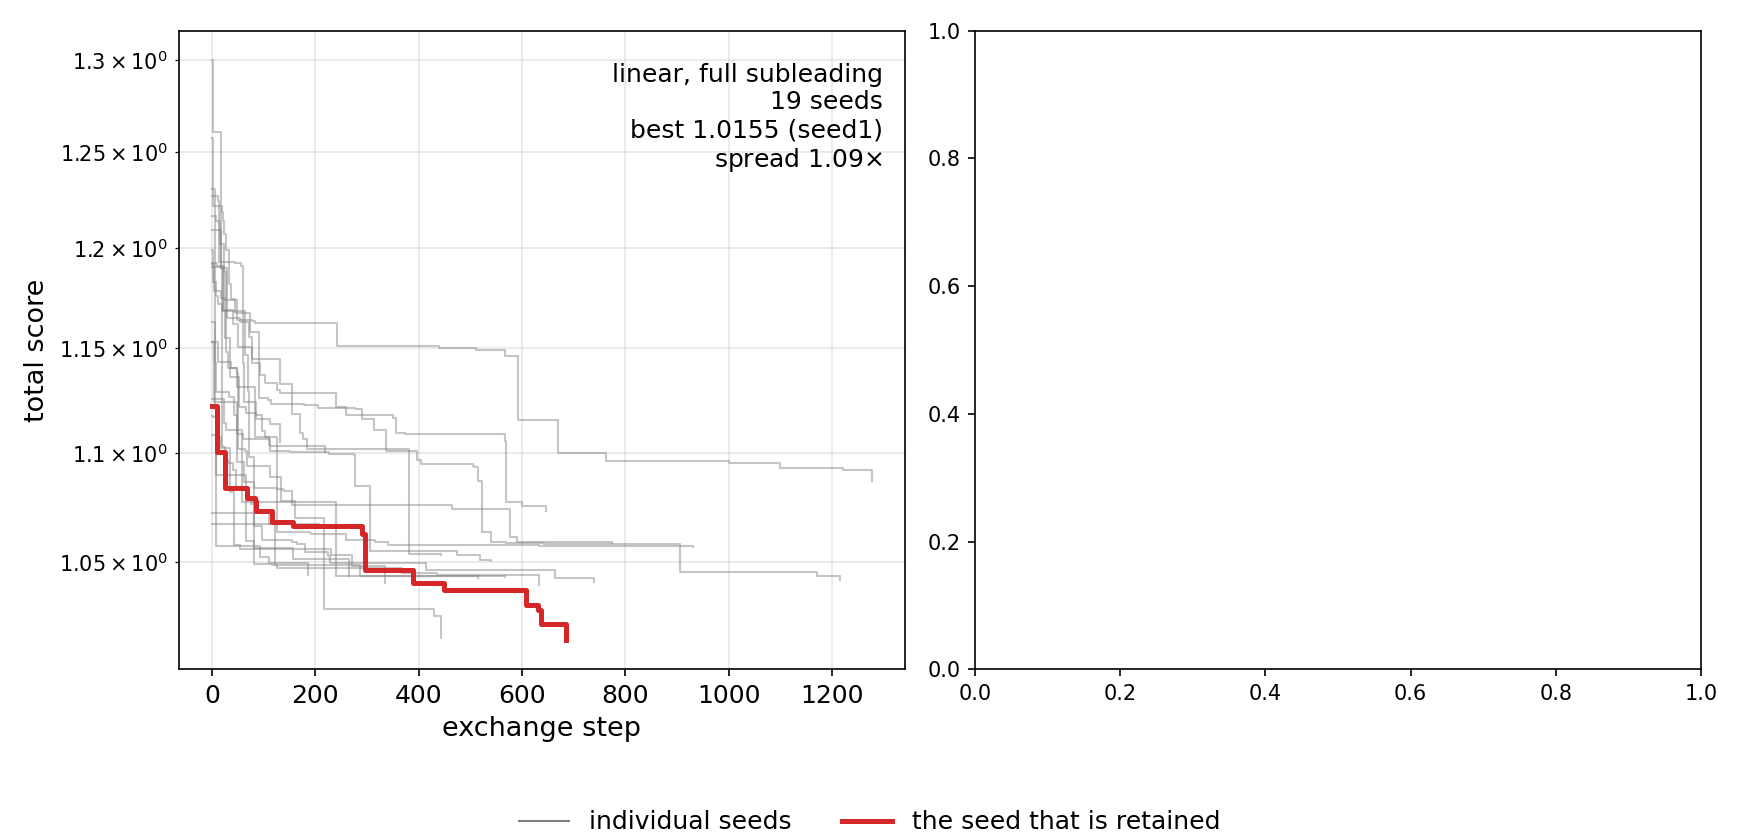 1.3 × 10⁰
1.25 × 10⁰
1.2 × 10⁰
1.15 × 10⁰
1.1 × 10⁰
1.05 × 10⁰
total score
linear, full subleading
19 seeds
best 1.0155 (seed1)
spread 1.09×
0 200 400 600 800 1000 1200
exchange step
1.0
0.8
0.6
0.4
0.2
0.0
0.0 0.2 0.4 0.6 0.8 1.0
individual seeds the seed that is retained